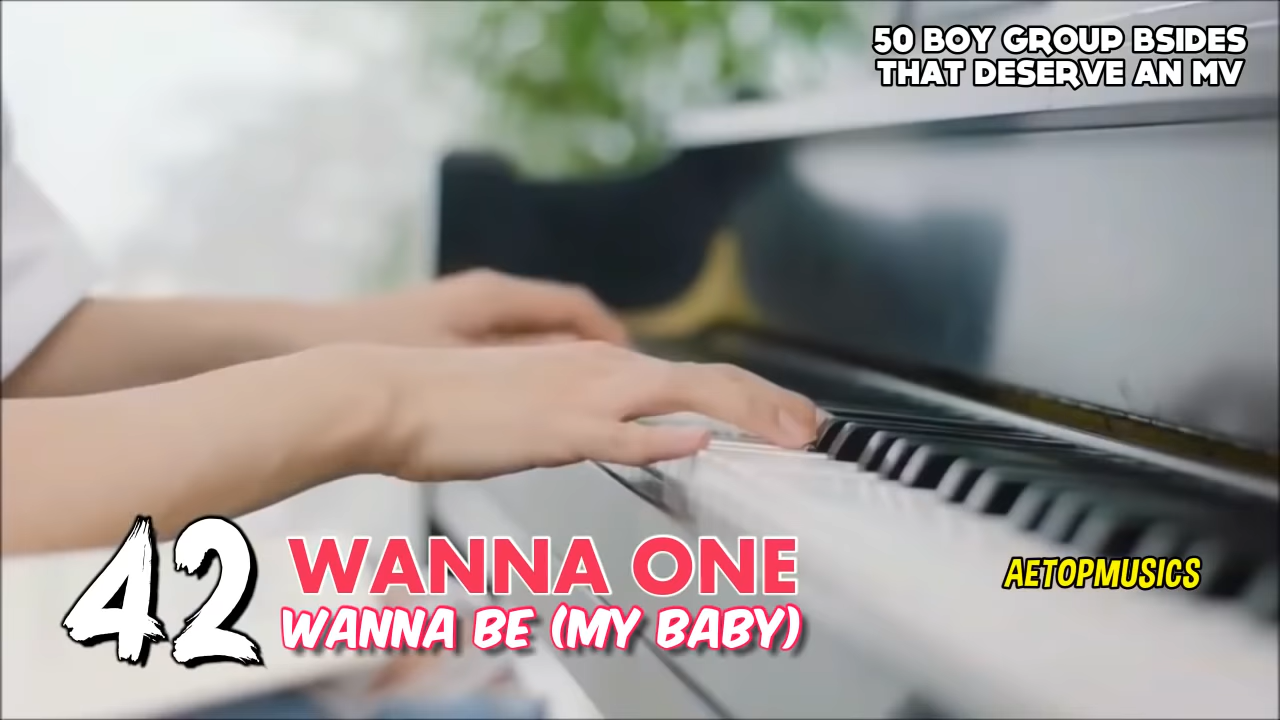 50 BOY GROUP BSIDES
THAT DESERVE AN MV
42
WANNA ONE
WANNA BE (MY BABY)
AETOPMUSICS